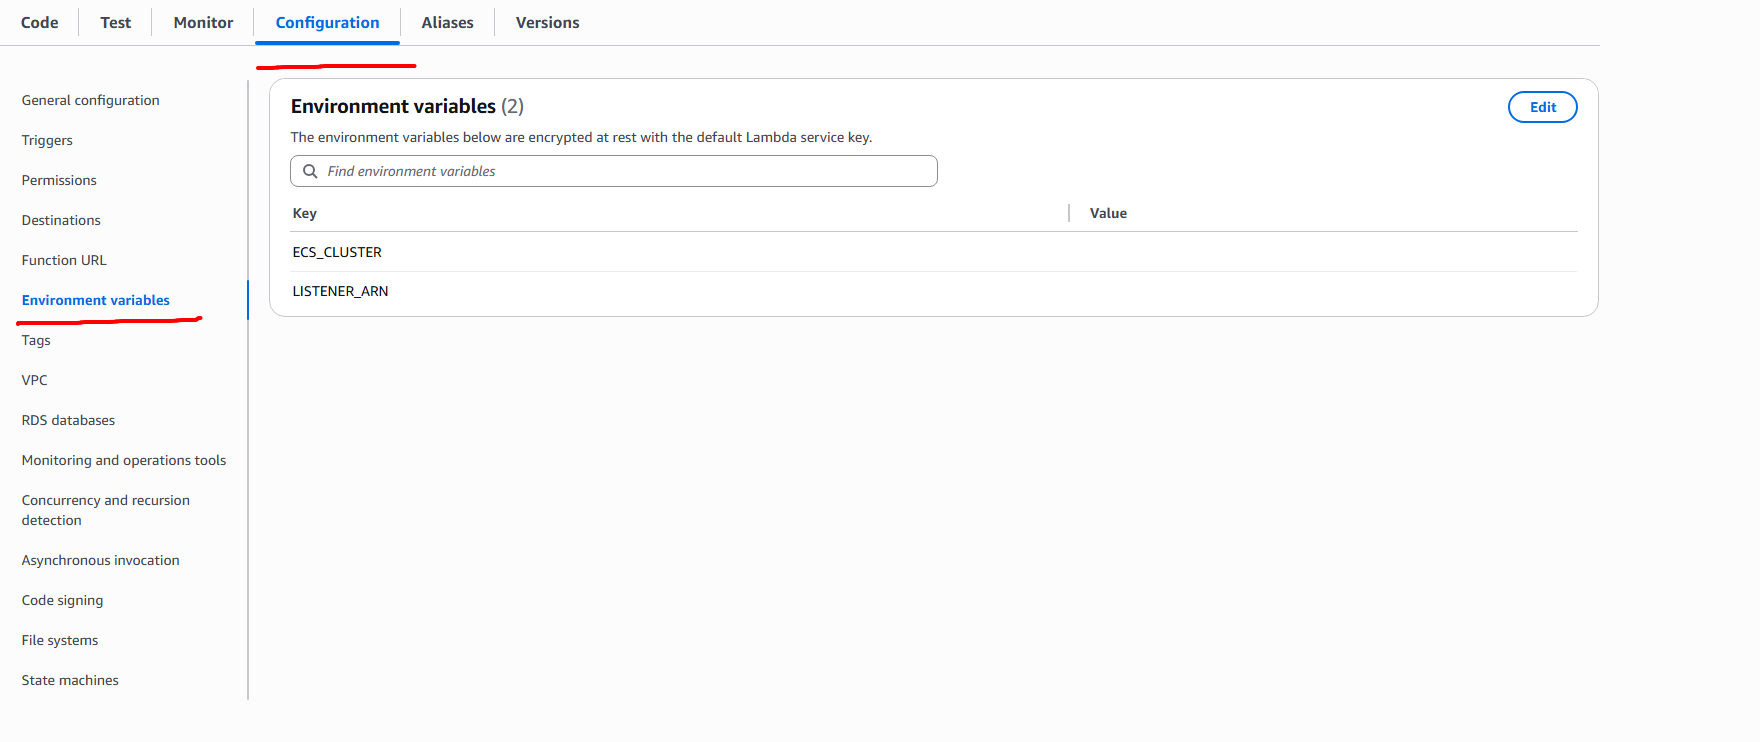 Code
Test
Monitor
Configuration
Aliases
Versions
General configuration
Triggers
Permissions
Destinations
Function URL
Environment variables
Tags
VPC
RDS databases
Monitoring and operations tools
Concurrency and recursion
detection
Asynchronous invocation
Code signing
File systems
State machines
Environment variables (2)
Edit
The environment variables below are encrypted at rest with the default Lambda service key.
Find environment variables
Key
Value
ECS_CLUSTER
LISTENER_ARN